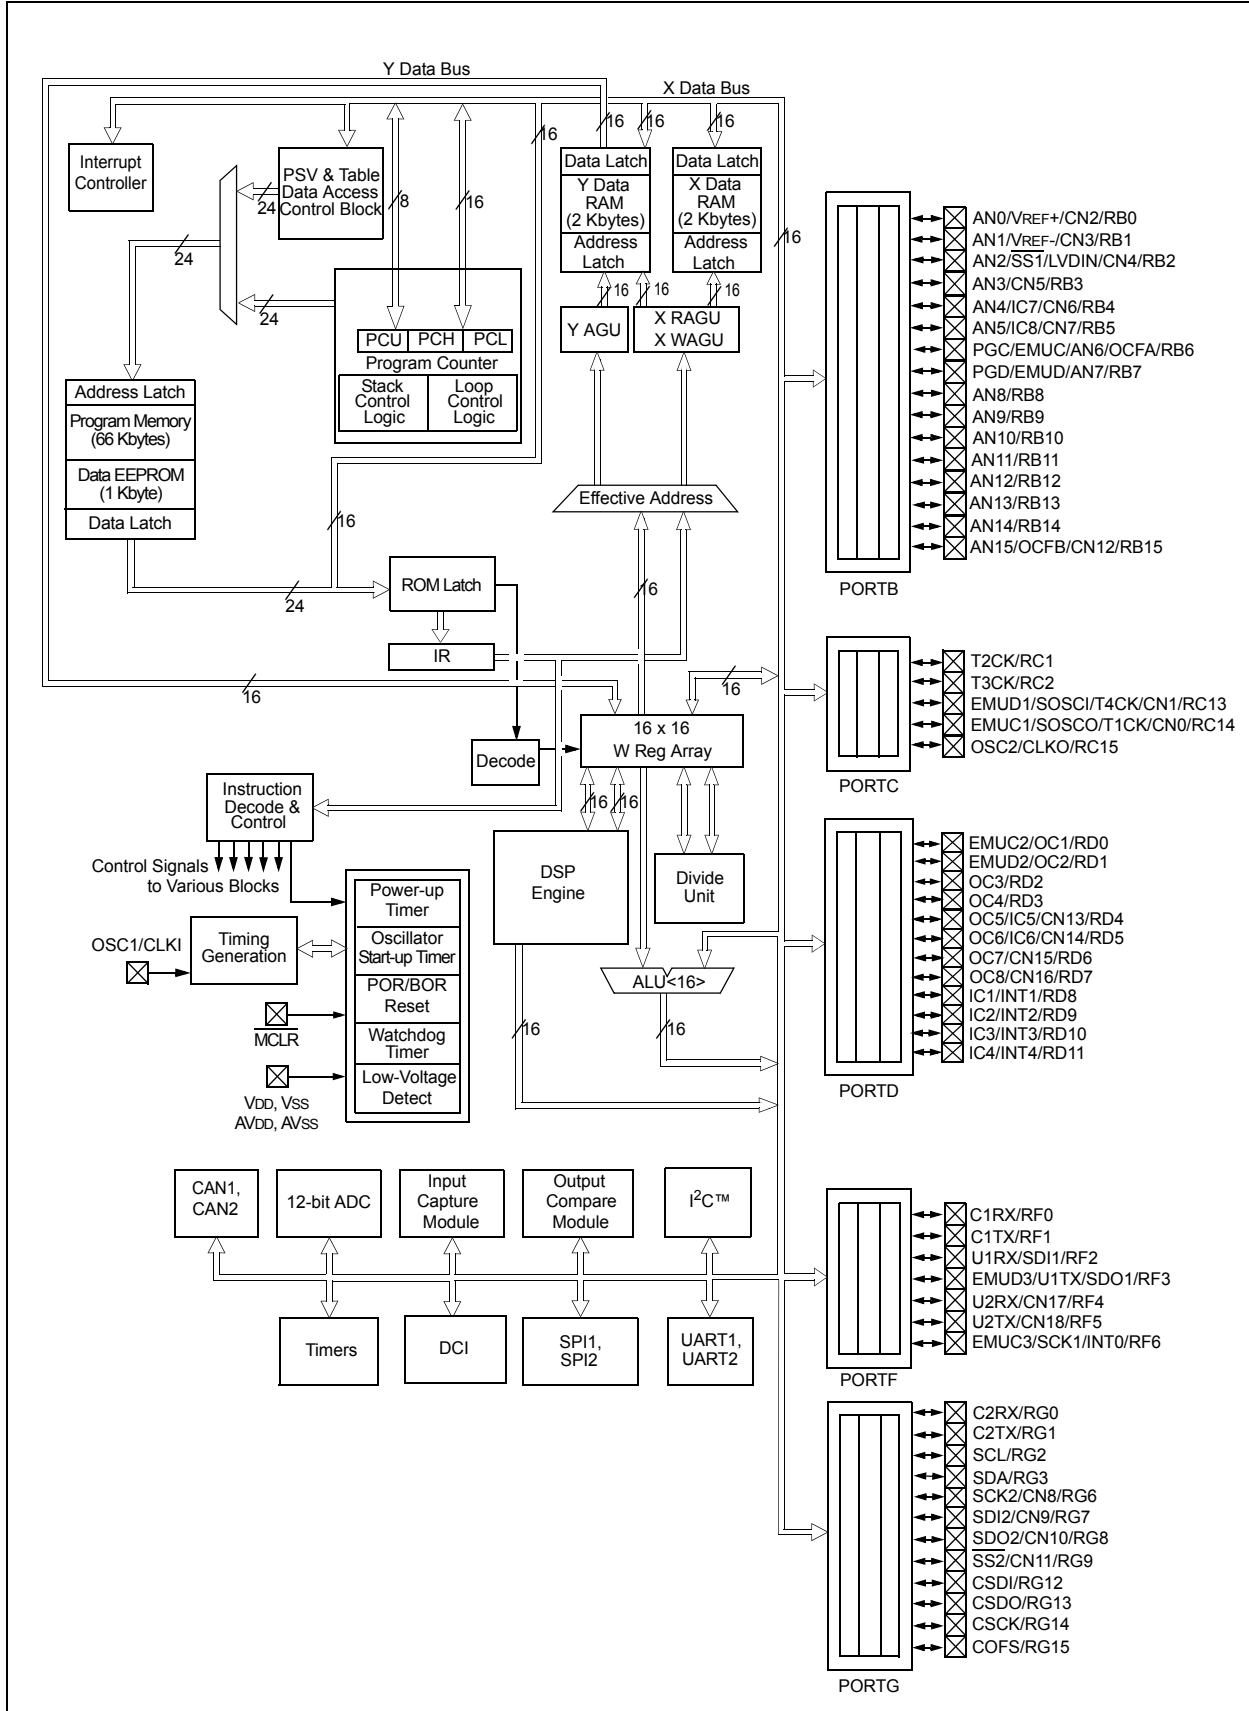 Y Data Bus
X Data Bus
16
16
16
16
Interrupt
Controller
PSV & Table
Data Access
Control Block
24
8
16
24
24
Data Latch
Y Data
RAM
(2 Kbytes)
Address
Latch
Data Latch
X Data
RAM
(2 Kbytes)
Address
Latch
16
16
16
16
Y AGU
X RAGU
X WAGU
PCU
PCH
PCL
Program Counter
Stack
Control
Logic
Loop
Control
Logic
Address Latch
Program Memory
(66 Kbytes)
Data EEPROM
(1 Kbyte)
Data Latch
Effective Address
16
24
ROM Latch
16
IR
16
16
16 x 16
W Reg Array
Decode
Instruction
Decode &
Control
Control Signals
to Various Blocks
16
16
DSP
Engine
Divide
Unit
Power-up
Timer
Oscillator
Start-up Timer
POR/BOR
Reset
Watchdog
Timer
Low-Voltage
Detect
OSC1/CLKI
Timing
Generation
MCLR
VDD, VSS
AVDD, AVSS
ALU<16>
16
16
CAN1,
CAN2
12-bit ADC
Input
Capture
Module
Output
Compare
Module
I2C™
Timers
DCI
SPI1,
SPI2
UART1,
UART2
AN0/VREF+/CN2/RB0
AN1/VREF-/CN3/RB1
AN2/SS1/LVDIN/CN4/RB2
AN3/CN5/RB3
AN4/IC7/CN6/RB4
AN5/IC8/CN7/RB5
PGC/EMUC/AN6/OCFA/RB6
PGD/EMUD/AN7/RB7
AN8/RB8
AN9/RB9
AN10/RB10
AN11/RB11
AN12/RB12
AN13/RB13
AN14/RB14
AN15/OCFB/CN12/RB15
PORTB
T2CK/RC1
T3CK/RC2
EMUD1/SOSCI/T4CK/CN1/RC13
EMUC1/SOSCO/T1CK/CN0/RC14
OSC2/CLKO/RC15
PORTC
EMUC2/OC1/RD0
EMUD2/OC2/RD1
OC3/RD2
OC4/RD3
OC5/IC5/CN13/RD4
OC6/IC6/CN14/RD5
OC7/CN15/RD6
OC8/CN16/RD7
IC1/INT1/RD8
IC2/INT2/RD9
IC3/INT3/RD10
IC4/INT4/RD11
PORTD
C1RX/RF0
C1TX/RF1
U1RX/SDI1/RF2
EMUD3/U1TX/SDO1/RF3
U2RX/CN17/RF4
U2TX/CN18/RF5
EMUC3/SCK1/INT0/RF6
PORTF
C2RX/RG0
C2TX/RG1
SCL/RG2
SDA/RG3
SCK2/CN8/RG6
SDI2/CN9/RG7
SDO2/CN10/RG8
SS2/CN11/RG9
CSDI/RG12
CSDO/RG13
CSCK/RG14
COFS/RG15
PORTG
16